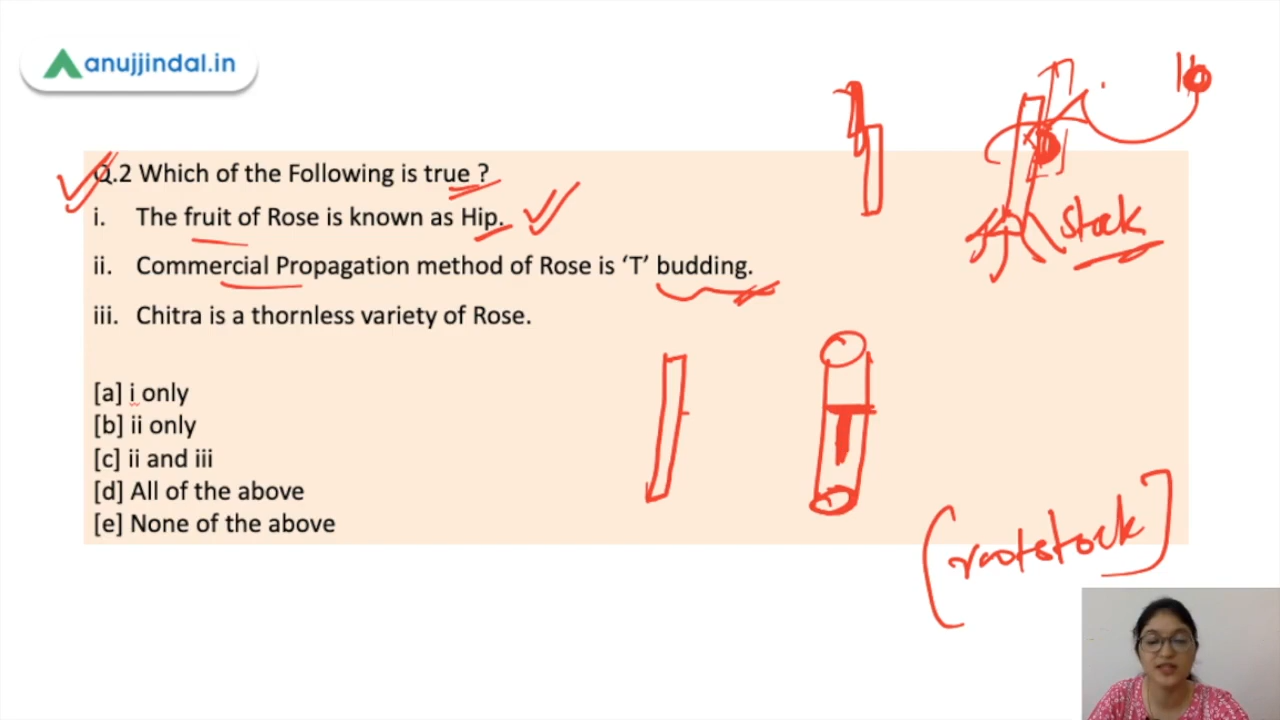 anujjindal.in
Q.2 Which of the Following is true ?
i. The fruit of Rose is known as Hip.
ii. Commercial Propagation method of Rose is ‘T’ budding.
iii. Chitra is a thornless variety of Rose.
[a] i only
[b] ii only
[c] ii and iii
[d] All of the above
[e] None of the above
stock
(rootstock]